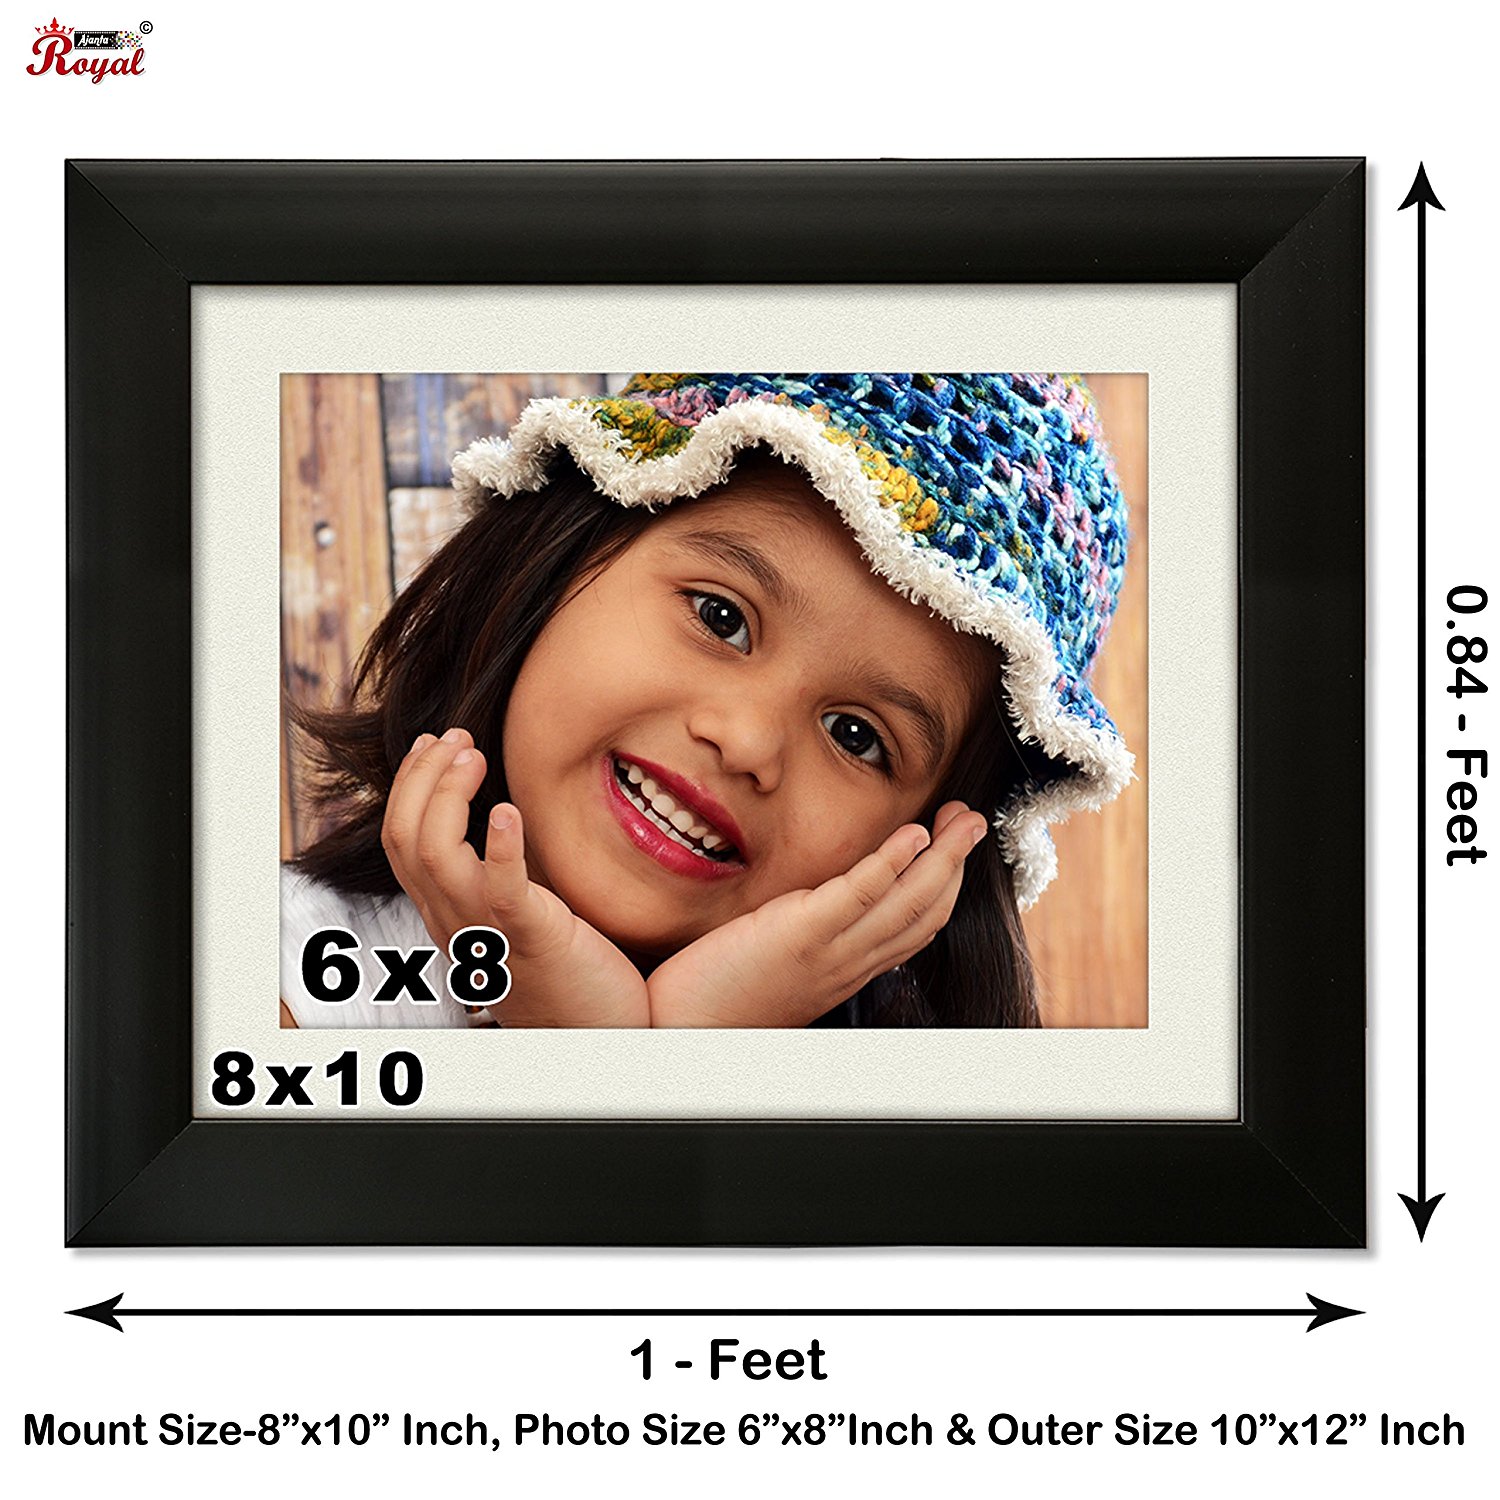 Ajanta ©
Royal
0.84 - Feet
6x8
8x10
1 - Feet
Mount Size-8”x10” Inch, Photo Size 6”x8”Inch & Outer Size 10”x12” Inch